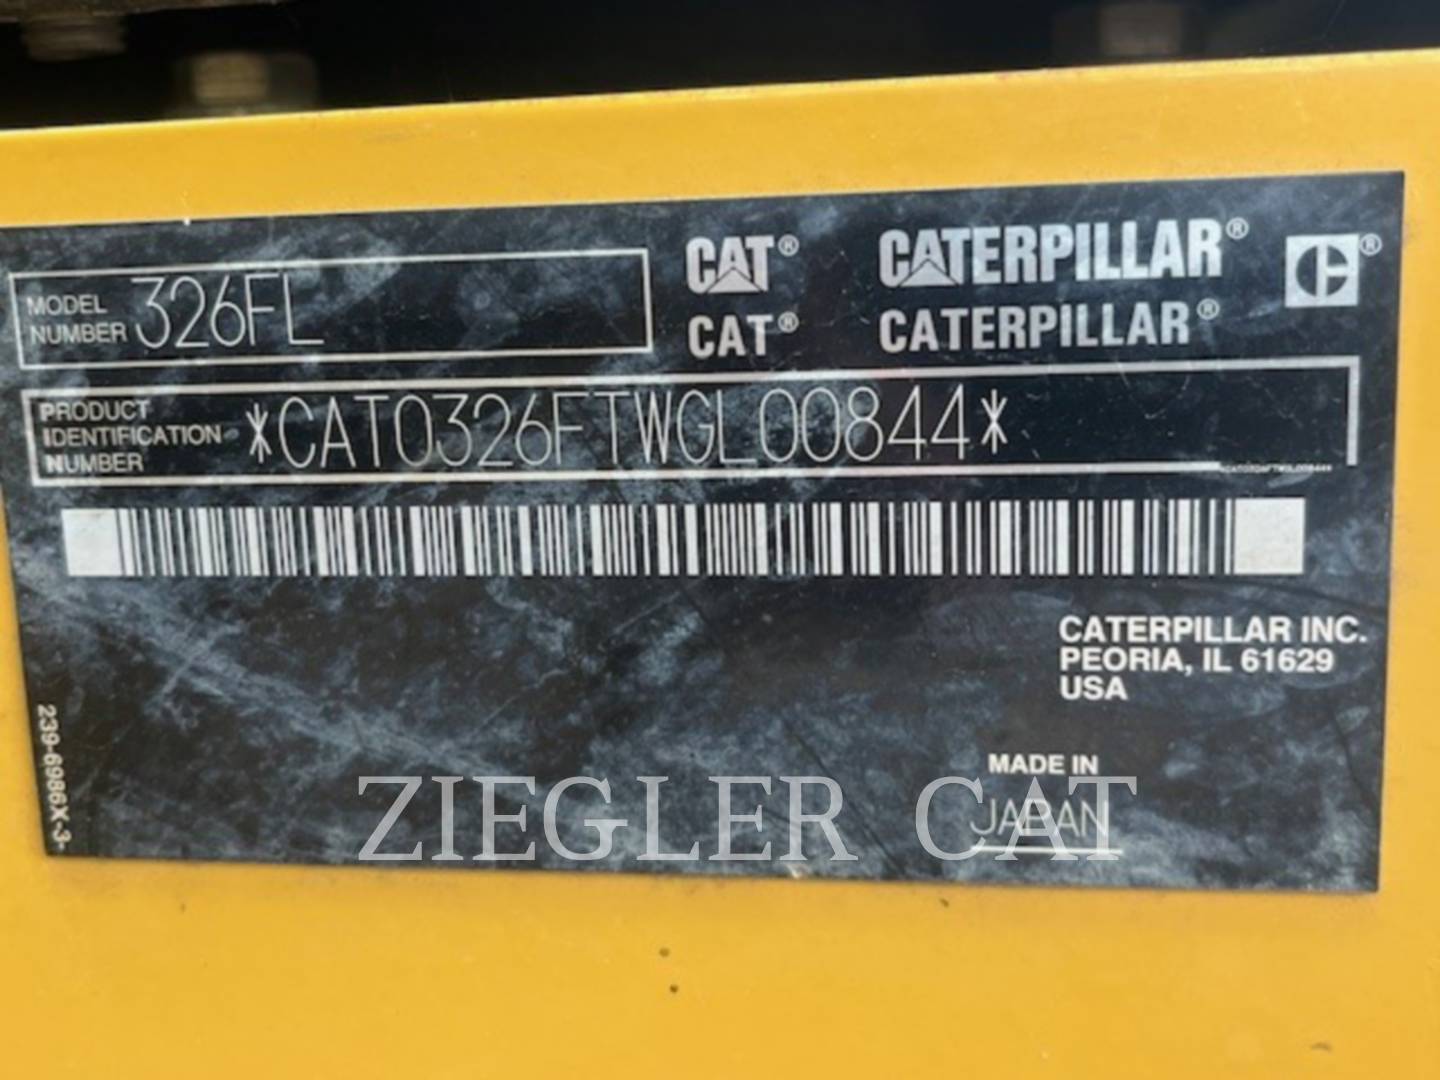 CAT® CATERPILLAR®
CAT® CATERPILLAR®
MODEL NUMBER 326FL
PRODUCT IDENTIFICATION NUMBER *CAT0326FTWGL00844*
*CAT0326FTWGL00844*
CATERPILLAR INC.
PEORIA, IL 61629
USA
MADE IN
JAPAN
239-6986X-3
ZIEGLER CAT